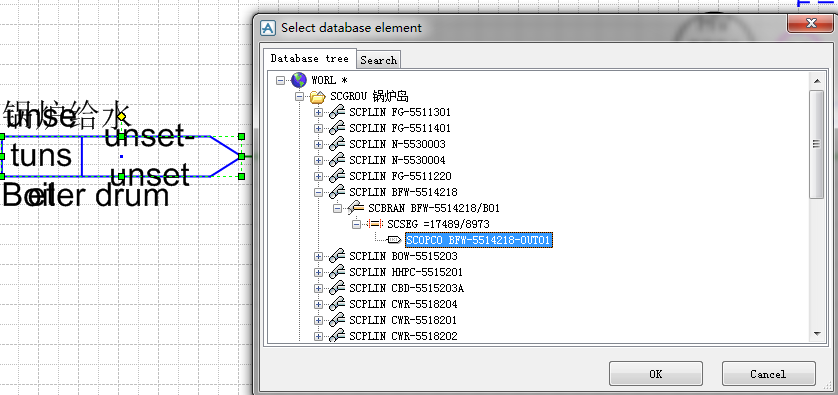 Select database element
Database tree
Search
WORL *
SCGROU 锅炉岛
SCPLIN FG-5511301
SCPLIN FG-5511401
SCPLIN N-5530003
SCPLIN N-5530004
SCPLIN FG-5511220
SCPLIN BFW-5514218
SCBRAN BFW-5514218/B01
SCSEG =17489/8973
SCOPCO BFW-5514218-OUT01
SCPLIN BOW-5515203
SCPLIN HHPC-5515201
SCPLIN CBD-5515203A
SCPLIN CWR-5518204
SCPLIN CWR-5518201
SCPLIN CWR-5518202
OK
Cancel
锅炉给水
unse
tuns
unset-
unset
Boiler drum